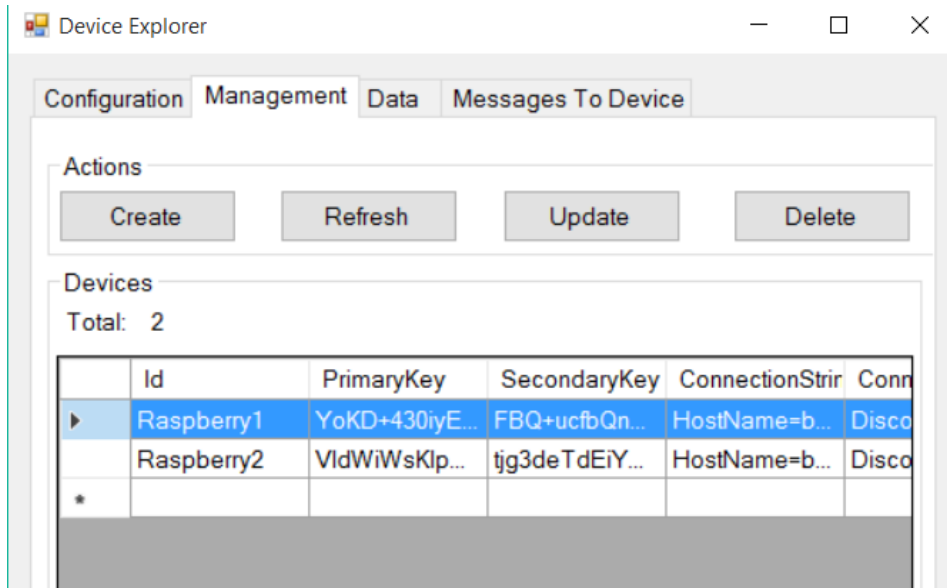 Device Explorer
Configuration Management Data Messages To Device
Actions
Create Refresh Update Delete
Devices
Total: 2
Id PrimaryKey SecondaryKey ConnectionStrir Conn
Raspberry1 YoKD+430iyE... FBQ+ucfbQn... HostName=b... Disco
Raspberry2 VldWiWsKlp... tjg3deTdEiY... HostName=b... Disco